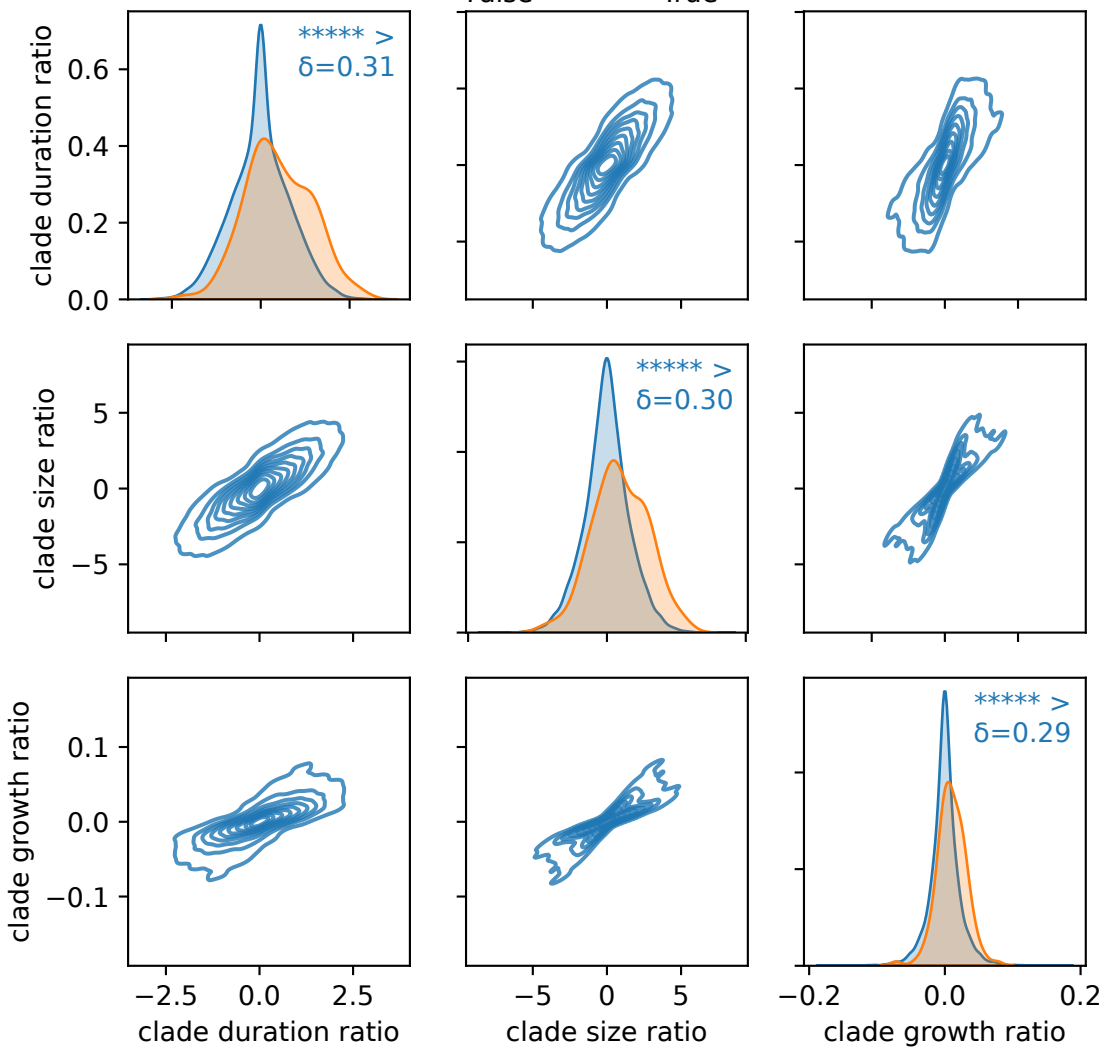 clade duration ratio
0.6
0.4
0.2
0.0
***** >
δ=0.31
clade size ratio
5
0
−5
***** >
δ=0.30
clade growth ratio
0.1
0.0
−0.1
***** >
δ=0.29
−2.5 0.0 2.5
−5 0 5
−0.2 0.0 0.2
clade duration ratio
clade size ratio
clade growth ratio